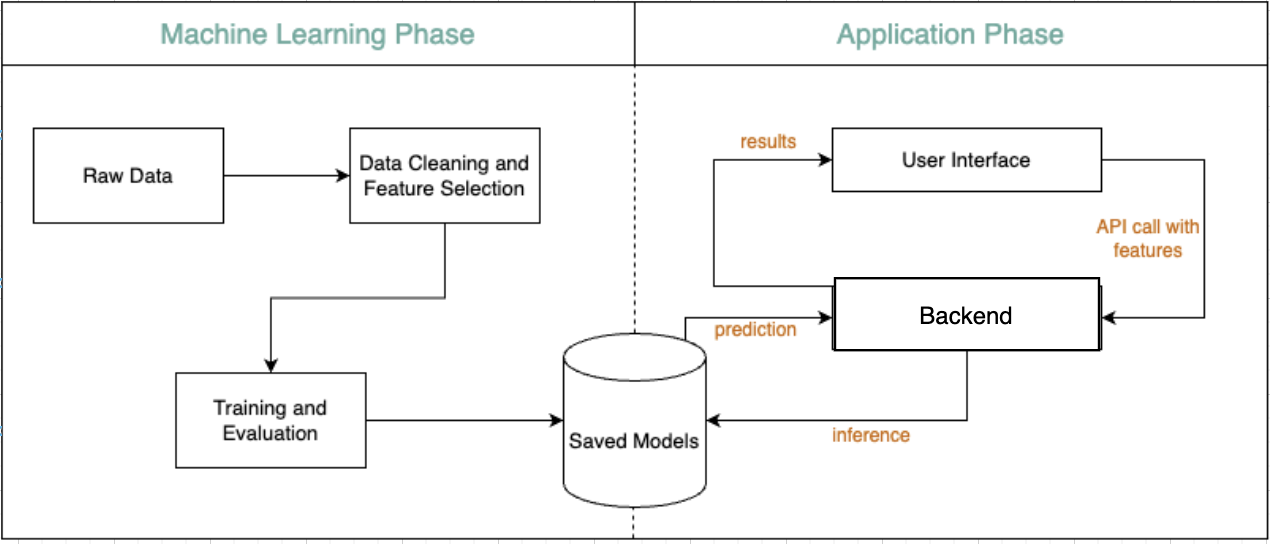 Machine Learning Phase
Application Phase
Raw Data
Data Cleaning and
Feature Selection
Training and
Evaluation
Saved Models
results
User Interface
API call with
features
Backend
prediction
inference